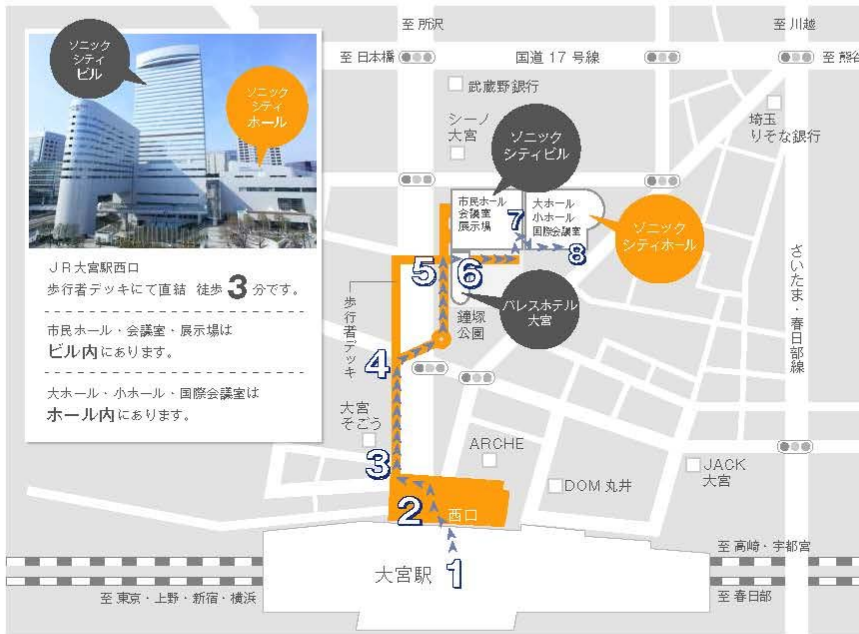 ソニック
シティ
ビル
ソニック
シティ
ホール
JR大宮駅西口
歩行者デッキにて直結 徒歩 3 分です。
市民ホール・会議室・展示場は
ビル内にあります。
大ホール・小ホール・国際会議室は
ホール内にあります。
至 所沢
至 川越
至 日本橋
国道 17 号線
至 熊谷
武蔵野銀行
シーノ
大宮
ソニック
シティビル
埼玉
りそな銀行
市民ホール
会議室
展示場
7
大ホール
小ホール
国際会議室
8
ソニック
シティホール
5
6
パレスホテル
大宮
鐘塚
公園
歩行者デッキ
さいたま・春日部線
4
大宮
そごう
3
ARCHE
JACK
大宮
DOM 丸井
2
西口
1
大宮駅
至 高崎・宇都宮
至 東京・上野・新宿・横浜
至 春日部